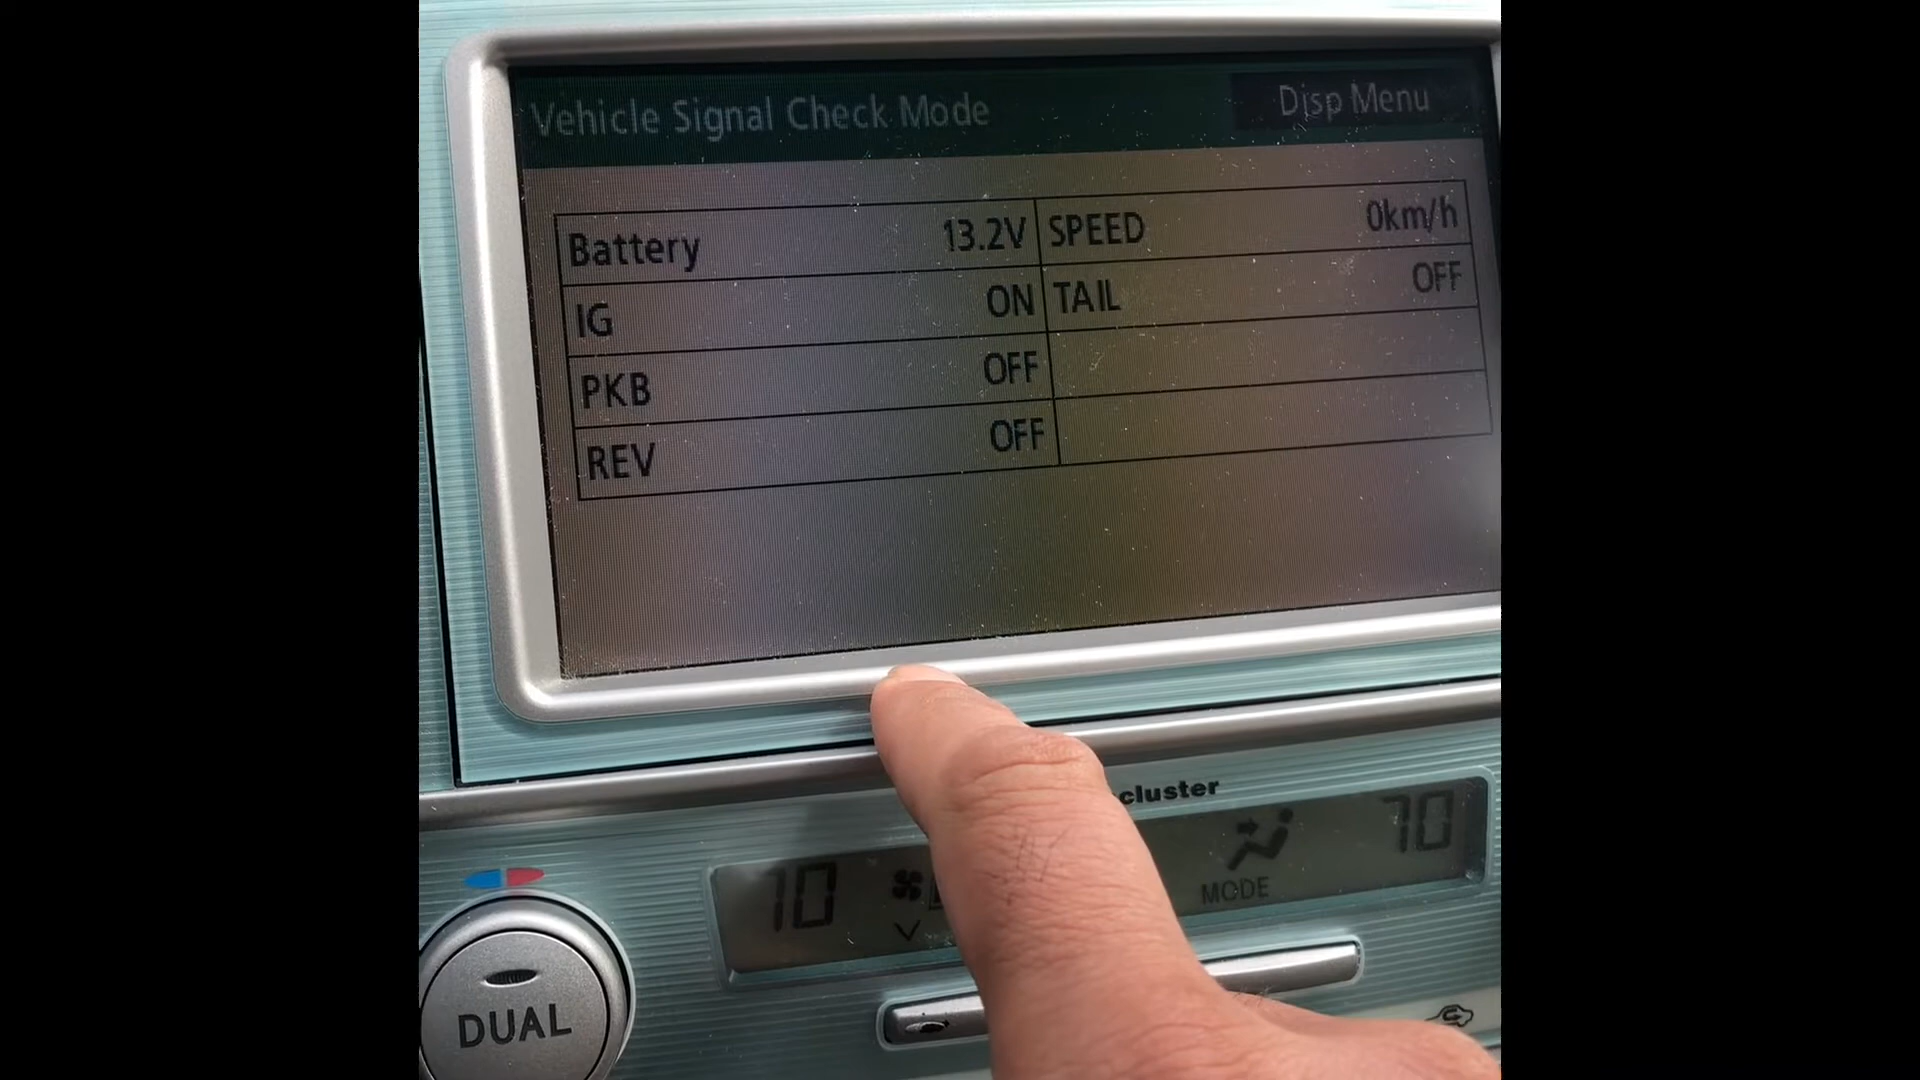 Vehicle Signal Check Mode Disp Menu
Battery 13.2V SPEED 0km/h
IG ON TAIL OFF
PKB OFF
REV OFF
cluster
70 70
MODE
DUAL